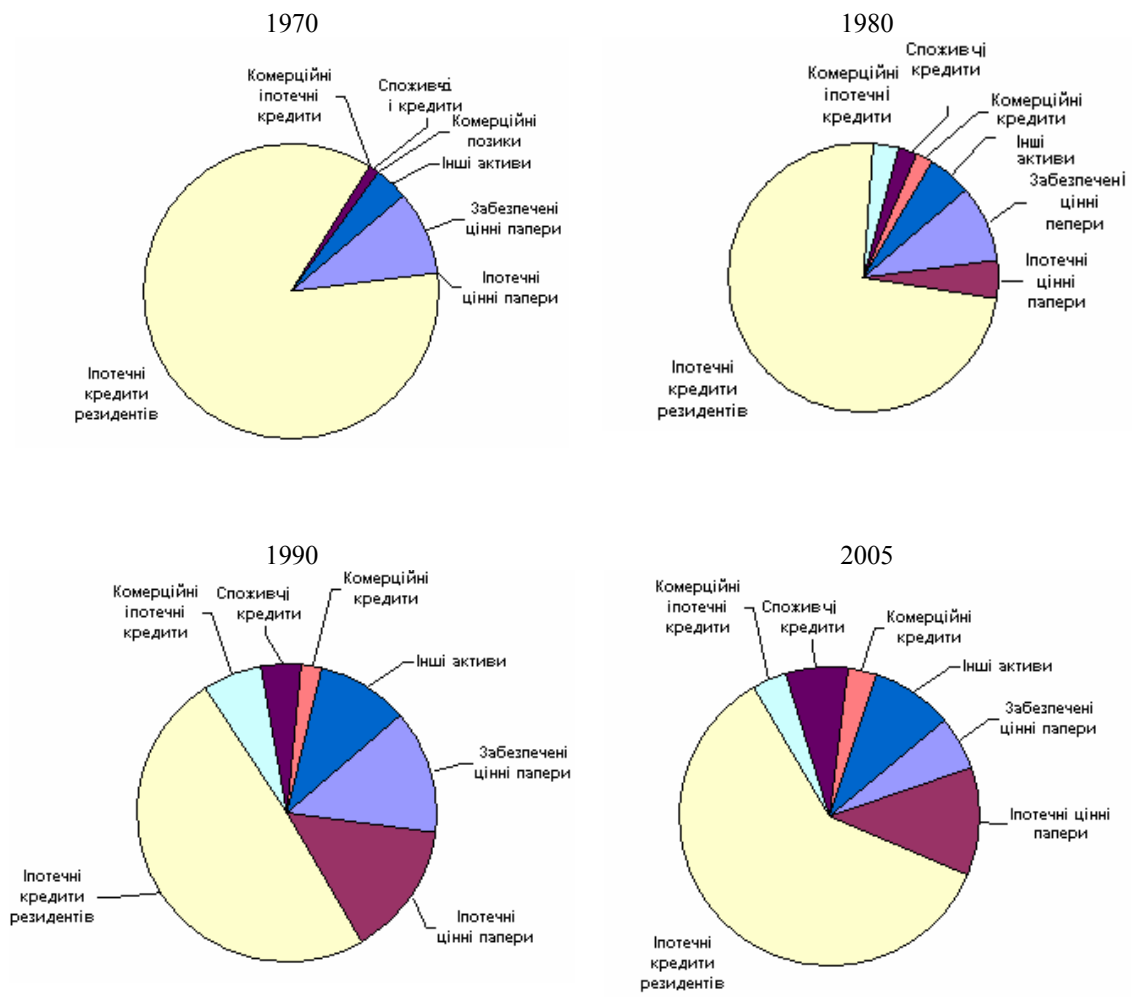 1970
Комерційні
іпотечні
кредити
Споживчі
і кредити
Комерційні
позики
Інші активи
Забезпечені
цінні папери
Іпотечні
цінні папери
Іпотечні
кредити
резидентів
1980
Комерційні
іпотечні
кредити
Споживчі
кредити
Комерційні
кредити
Інші
активи
Забезпечені
цінні
пепери
Іпотечні
цінні
папери
Іпотечні
кредити
резидентів
1990
Комерційні
іпотечні
кредити
Споживчі
кредити
Комерційні
кредити
Інші активи
Забезпечені
цінні папери
Іпотечні
цінні папери
Іпотечні
кредити
резидентів
2005
Комерційні
іпотечні
кредити
Споживчі
кредити
Комерційні
кредити
Інші активи
Забезпечені
цінні папери
Іпотечні цінні
папери
Іпотечні
кредити
резидентів